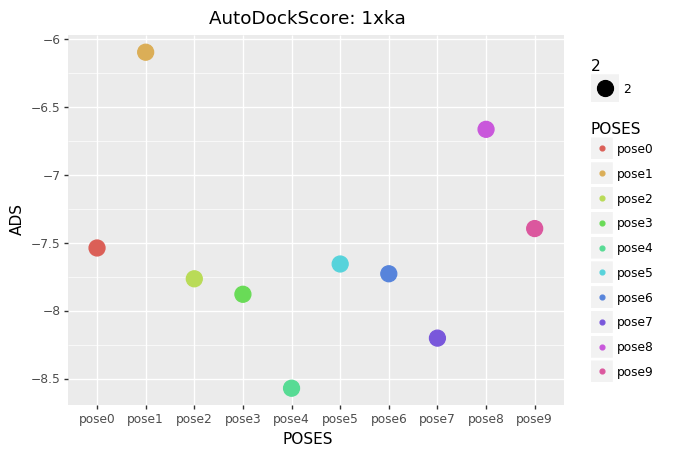 AutoDockScore: 1xka
−6
−6.5
−7
−7.5
−8
−8.5
ADS
pose0 pose1 pose2 pose3 pose4 pose5 pose6 pose7 pose8 pose9
POSES
2
2
POSES
pose0
pose1
pose2
pose3
pose4
pose5
pose6
pose7
pose8
pose9